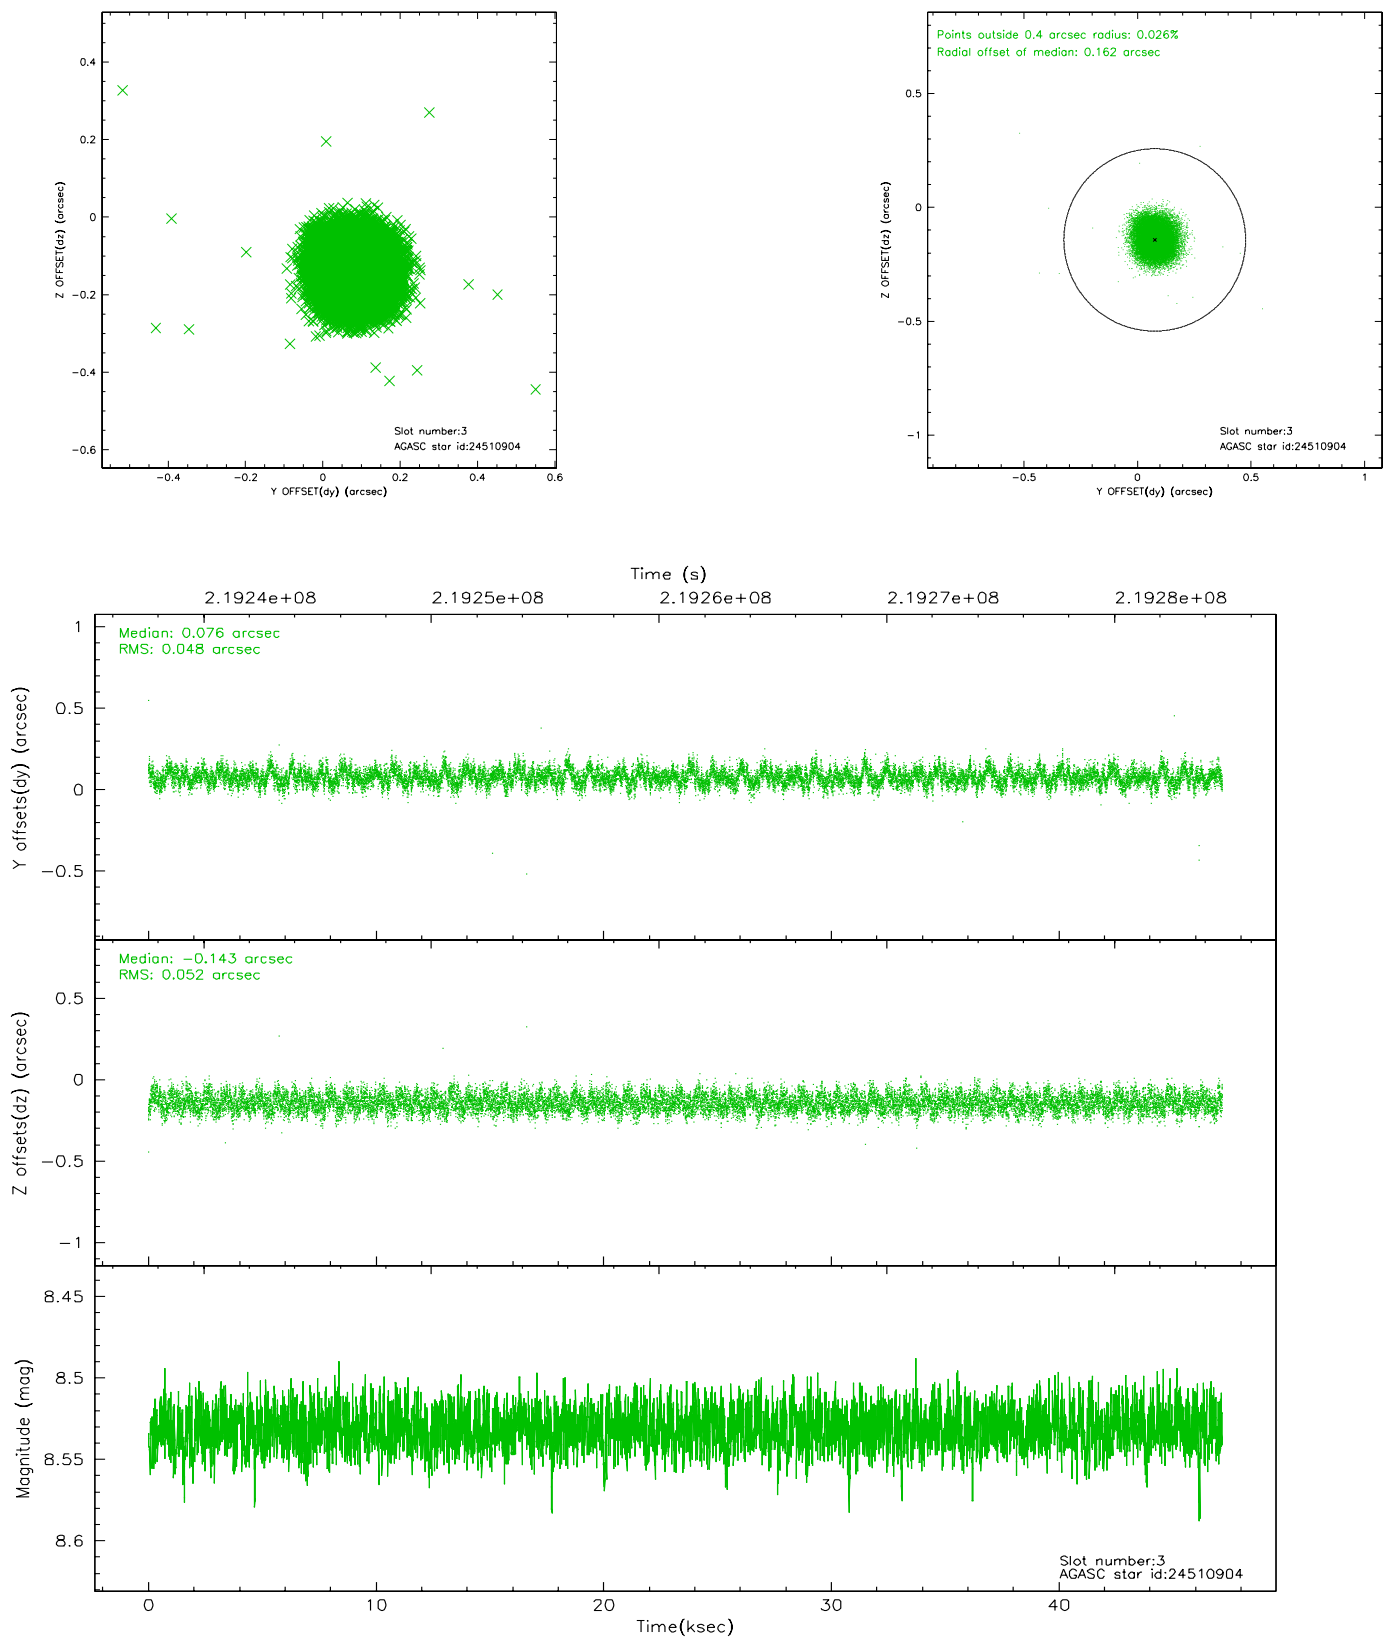 0.4
0.2
0
−0.2
−0.4
−0.6
Z OFFSET(dz) (arcsec)
−0.4
−0.2
0
0.2
0.4
0.6
Y OFFSET(dy) (arcsec)
Slot number:3
AGASC star id:24510904
Points outside 0.4 arcsec radius: 0.026%
Radial offset of median: 0.162 arcsec
0.5
0
−0.5
−1
Z OFFSET(dz) (arcsec)
−0.5
0
0.5
1
Y OFFSET(dy) (arcsec)
Slot number:3
AGASC star id:24510904
Time (s)
2.1924e+08
2.1925e+08
2.1926e+08
2.1927e+08
2.1928e+08
Median: 0.076 arcsec
RMS: 0.048 arcsec
1
0.5
0
−0.5
Y offsets(dy) (arcsec)
Median: −0.143 arcsec
RMS: 0.052 arcsec
0.5
0
−0.5
−1
Z offsets(dz) (arcsec)
8.45
8.5
8.55
8.6
Magnitude (mag)
Slot number:3
AGASC star id:24510904
0
10
20
30
40
Time(ksec)